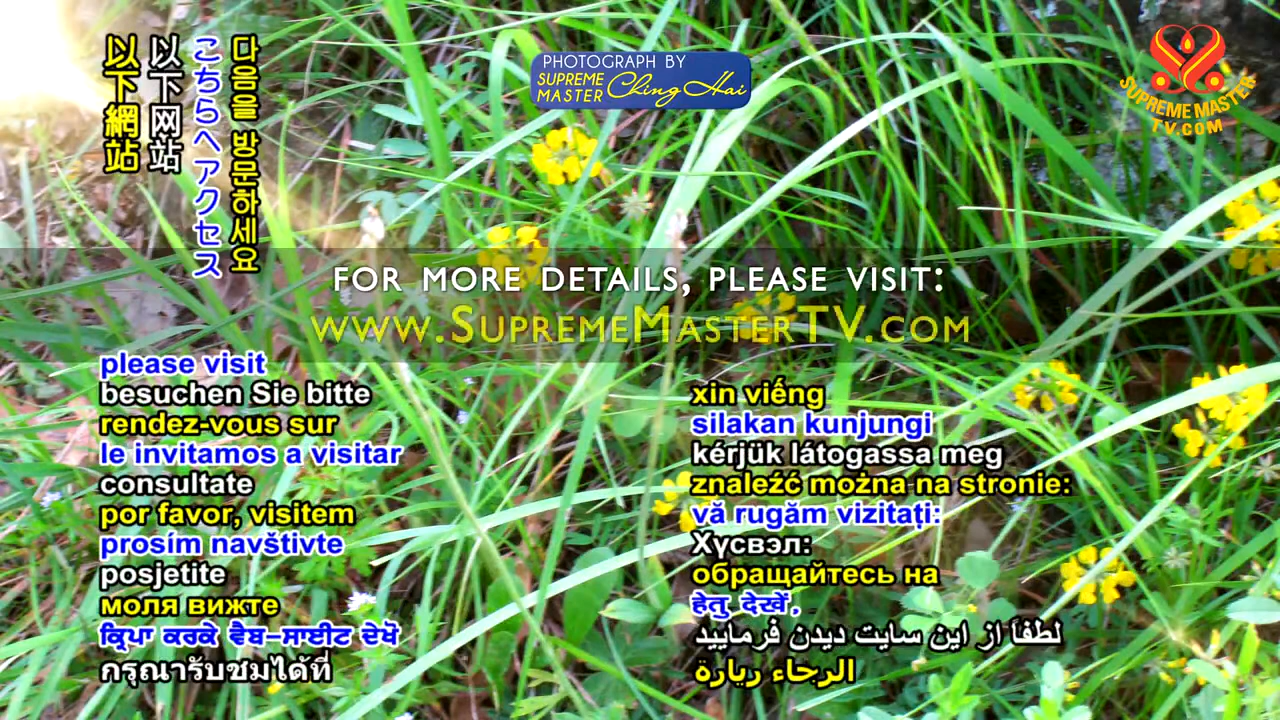 以下網站
以下网站
こちらへアクセス
다음을 방문하세요
PHOTOGRAPH BY
SUPREME MASTER Ching Hai
SUPREME MASTER
TV.COM
FOR MORE DETAILS, PLEASE VISIT:
WWW.SUPREMEMASTERTV.COM
please visit
besuchen Sie bitte
rendez-vous sur
le invitamos a visitar
consultate
por favor, visitem
prosím navštivte
posjetite
моля вижте
ਕ੍ਰਿਪਾ ਕਰਕੇ ਵੈਬ-ਸਾਈਟ ਦੇਖੋ
กรุณารับชมได้ที่
xin viếng
silakan kunjungi
kérjük látogassa meg
znaleźć można na stronie:
vă rugăm vizitați:
Хүсвэл:
обращайтесь на
हेतु देखें,
لطفاَ از این سایت دیدن فرمایید
الرجاء زيارة